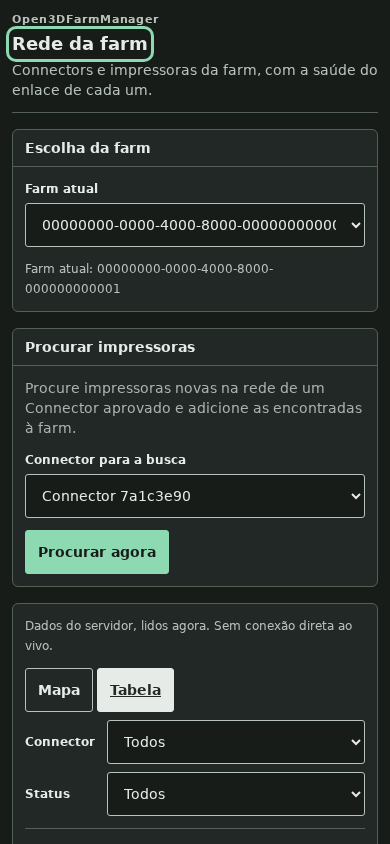 Open3DFarmManager
Rede da farm
Connectors e impressoras da farm, com a saúde do
enlace de cada um.
Escolha da farm
Farm atual
00000000-0000-4000-8000-00000000000
Farm atual: 00000000-0000-4000-8000-
000000000001
Procurar impressoras
Procure impressoras novas na rede de um
Connector aprovado e adicione as encontradas
à farm.
Connector para a busca
Connector 7a1c3e90
Procurar agora
Dados do servidor, lidos agora. Sem conexão direta ao
vivo.
Mapa Tabela
Connector Todos
Status Todos